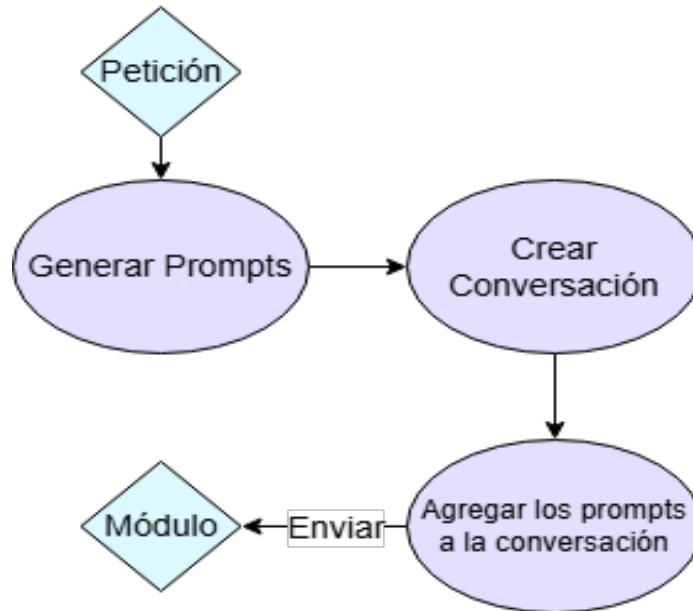 Petición
Generar Prompts
Crear
Conversación
Agregar los prompts
a la conversación
Enviar
Módulo